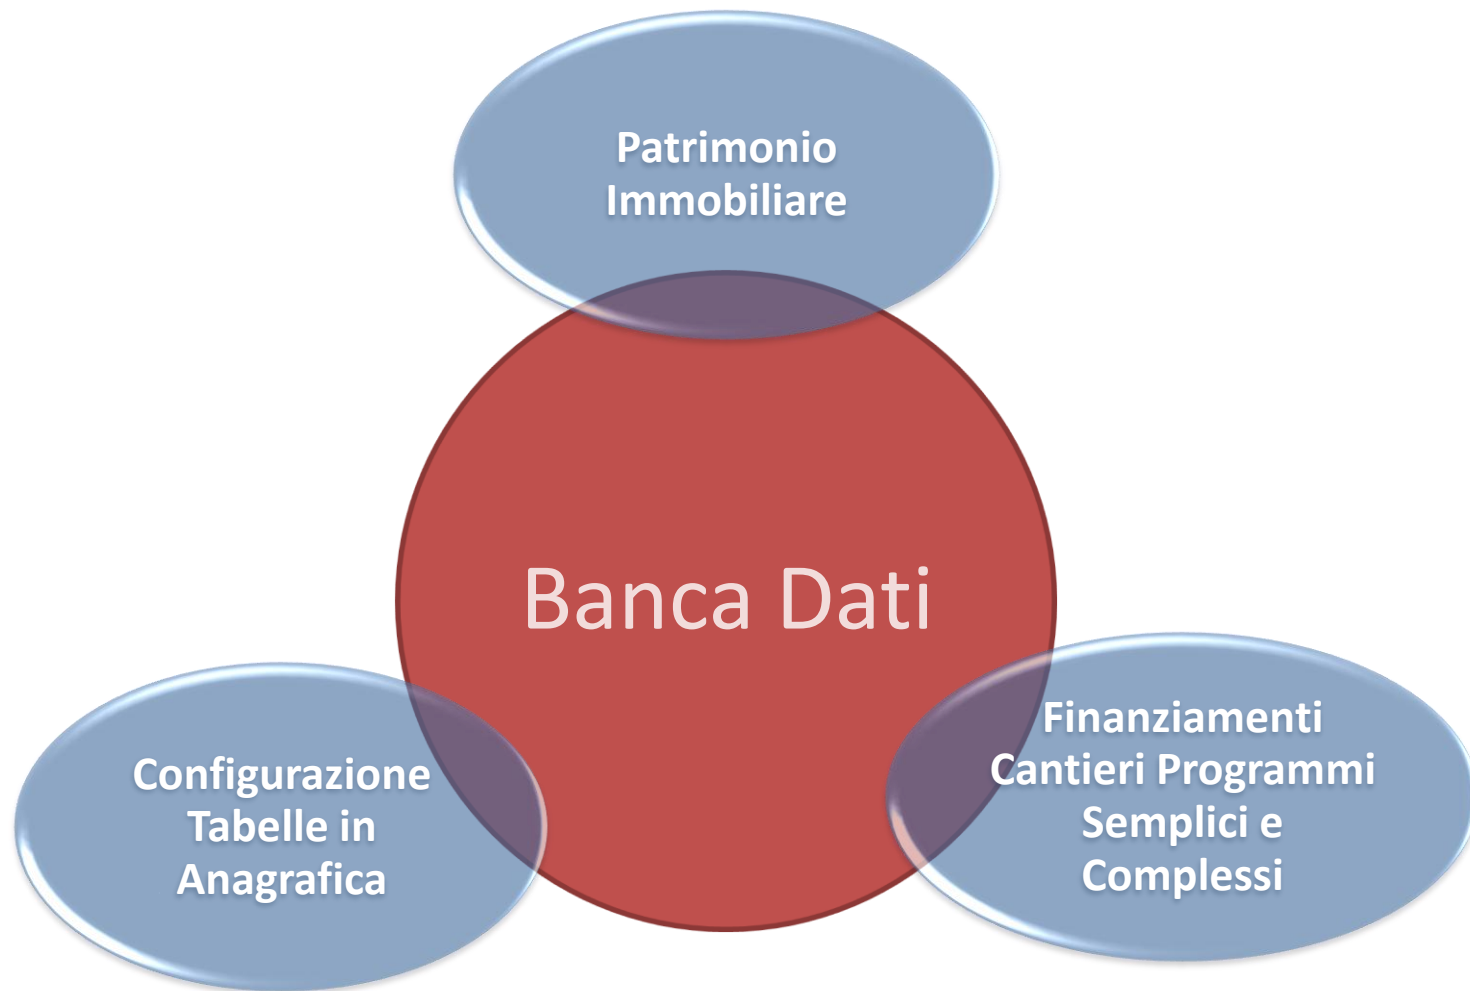 Patrimonio
Immobiliare
Banca Dati
Configurazione
Tabelle in
Anagrafica
Finanziamenti
Cantieri Programmi
Semplici e
Complessi